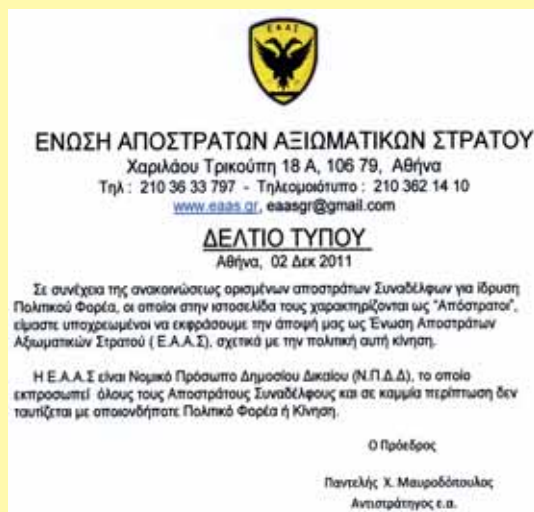 ΕΑΑΣ
ΕΝΩΣΗ ΑΠΟΣΤΡΑΤΩΝ ΑΞΙΩΜΑΤΙΚΩΝ ΣΤΡΑΤΟΥ
Χαριλάου Τρικούπη 18 Α, 106 79, Αθήνα
Τηλ : 210 36 33 797 - Τηλεομοιότυπο : 210 362 14 10
www.eaas.gr, eaasgr@gmail.com
ΔΕΛΤΙΟ ΤΥΠΟΥ
Αθήνα, 02 Δεκ 2011
Σε συνέχεια της ανακοινώσεως ορισμένων αποστράτων Συναδέλφων για ίδρυση
Πολιτικού Φορέα, οι οποίοι στην ιστοσελίδα τους χαρακτηρίζονται ως "Απόστρατοι",
είμαστε υποχρεωμένοι να εκφράσουμε την άποψή μας ως Ένωση Αποστράτων
Αξιωματικών Στρατού ( Ε.Α.Α.Σ), σχετικά με την πολιτική αυτή κίνηση.
Η Ε.Α.Α.Σ είναι Νομικό Πρόσωπο Δημοσίου Δικαίου (Ν.Π.Δ.Δ), το οποίο
εκπροσωπεί όλους τους Αποστράτους Συναδέλφους και σε καμμία περίπτωση δεν
ταυτίζεται με οποιονδήποτε Πολιτικό Φορέα ή Κίνηση.
Ο Πρόεδρος
Παντελής Χ. Μαυροδόπουλος
Αντιστράτηγος ε.α.